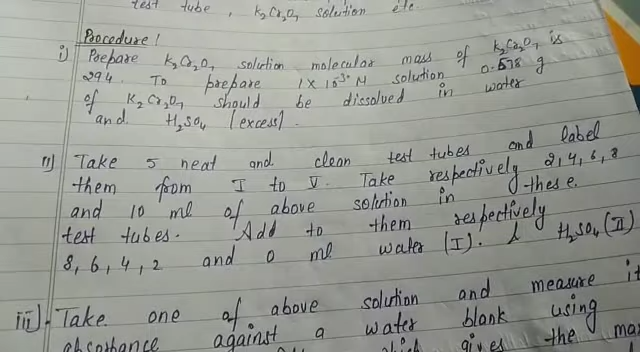 test tube, K₂Cr₂O₇ solution etc.
Procedure!
i) Prepare K₂Cr₂O₇ solution molecular mass of K₂Cr₂O₇ is
294. To prepare 1 × 10⁻³ M solution 0.578 g
of K₂Cr₂O₇ should be dissolved in water
and H₂SO₄ [excess].
ii) Take 5 neat and clean test tubes and label
them from I to V. Take respectively 2, 4, 6, 8
and 10 ml of above solution in these
test tubes. Add to them respectively
8, 6, 4, 2 and 0 ml water (I). & H₂SO₄ (II)
iii) Take one of above solution and measure it
absorbance against a water blank using
gives the max